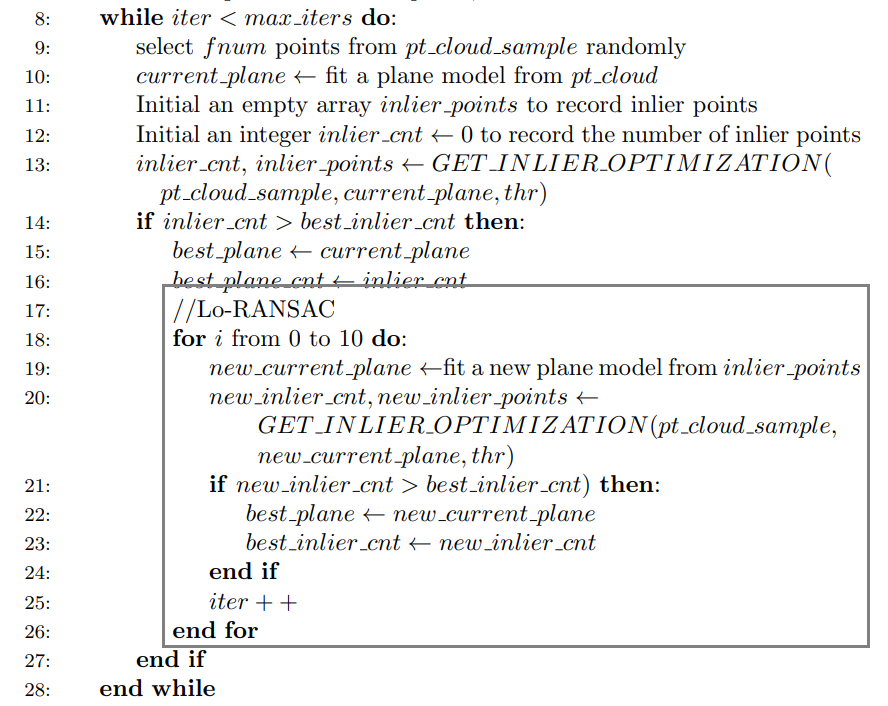 8: while iter < max_iters do:
9: select fnum points from pt_cloud_sample randomly
10: current_plane ← fit a plane model from pt_cloud
11: Initial an empty array inlier_points to record inlier points
12: Initial an integer inlier_cnt ← 0 to record the number of inlier points
13: inlier_cnt, inlier_points ← GET_INLIER_OPTIMIZATION(
pt_cloud_sample, current_plane, thr)
14: if inlier_cnt > best_inlier_cnt then:
15: best_plane ← current_plane
16: best_plane_cnt ← inlier_cnt
17: //Lo-RANSAC
18: for i from 0 to 10 do:
19: new_current_plane ←fit a new plane model from inlier_points
20: new_inlier_cnt, new_inlier_points ←
GET_INLIER_OPTIMIZATION(pt_cloud_sample,
new_current_plane, thr)
21: if new_inlier_cnt > best_inlier_cnt) then:
22: best_plane ← new_current_plane
23: best_inlier_cnt ← new_inlier_cnt
24: end if
25: iter + +
26: end for
27: end if
28: end while